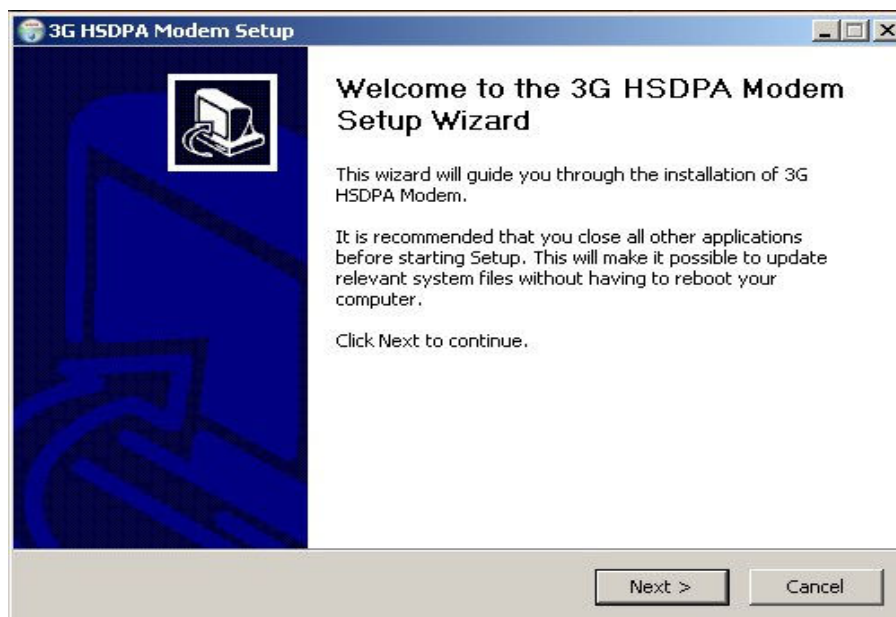 3G HSDPA Modem Setup
Welcome to the 3G HSDPA Modem
Setup Wizard
This wizard will guide you through the installation of 3G
HSDPA Modem.
It is recommended that you close all other applications
before starting Setup. This will make it possible to update
relevant system files without having to reboot your
computer.
Click Next to continue.
Next >
Cancel